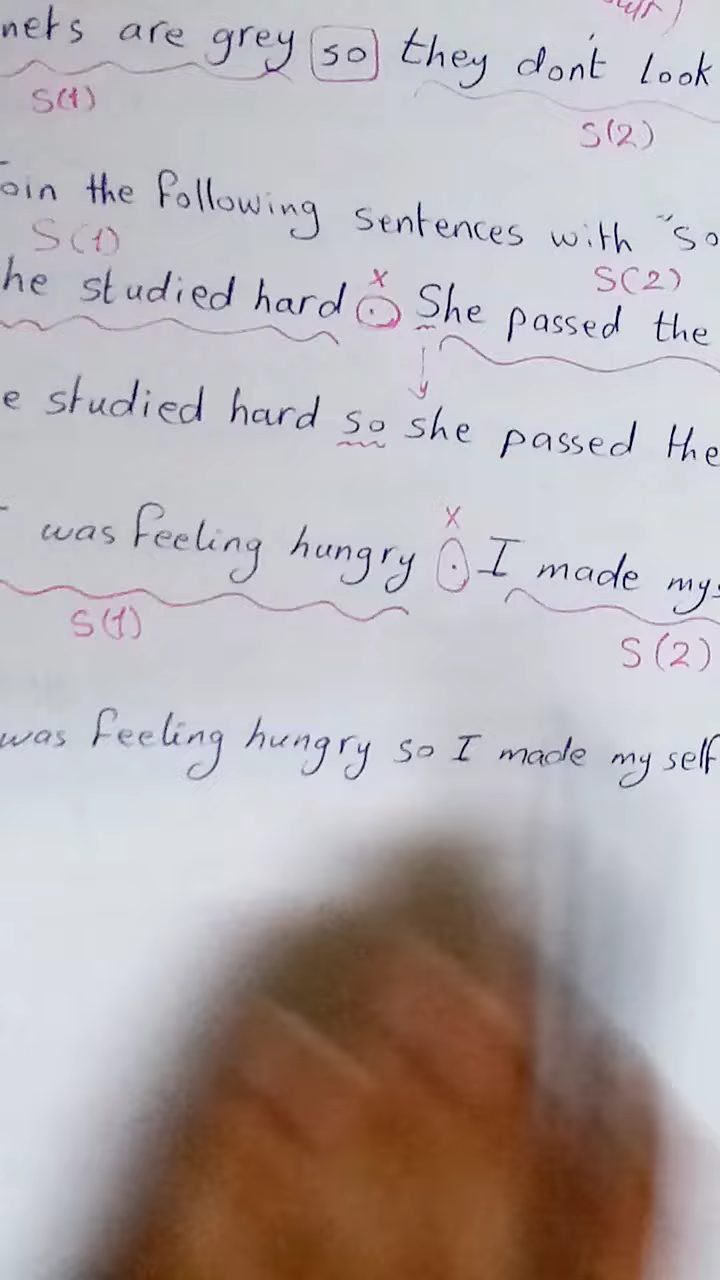 nets are grey so they don't look
S(1)
S(2)
oin the following sentences with "so
S(1)
S(2)
he studied hard . She passed the
x
e studied hard so she passed the
x
was feeling hungry . I made mys
S(1)
S(2)
was feeling hungry so I made my self